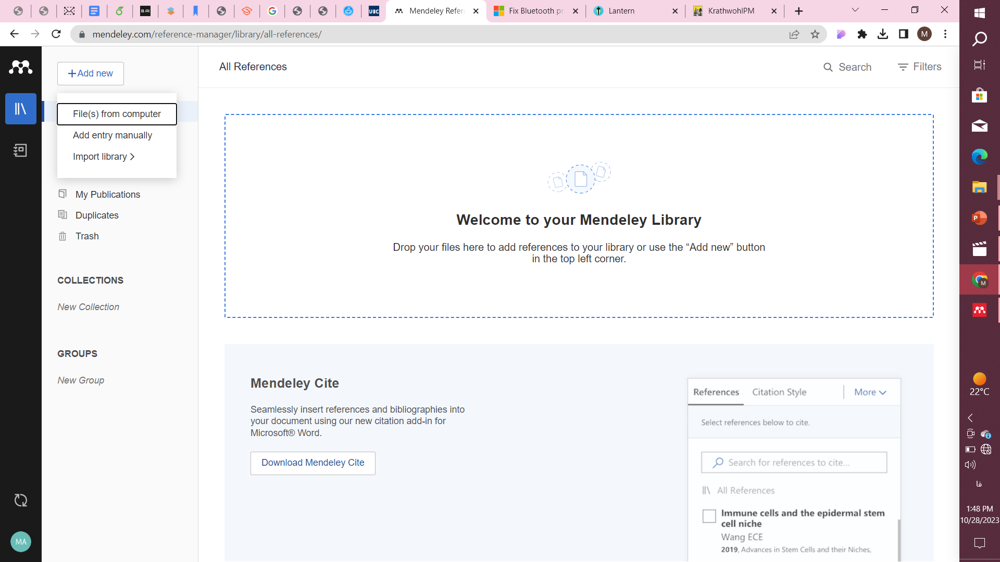 BAI
UBC
Mendeley Refer
Fix Bluetooth pr
Lantern
KrathwohlPM
mendeley.com/reference-manager/library/all-references/
M
Add new
All References
Search
Filters
File(s) from computer
Add entry manually
Import library
My Publications
Duplicates
Trash
COLLECTIONS
New Collection
GROUPS
New Group
MA
Welcome to your Mendeley Library
Drop your files here to add references to your library or use the “Add new” button
in the top left corner.
Mendeley Cite
Seamlessly insert references and bibliographies into
your document using our new citation add-in for
Microsoft® Word.
Download Mendeley Cite
References
Citation Style
More
Select references below to cite.
Search for references to cite...
All References
Immune cells and the epidermal stem
cell niche
Wang ECE
2019, Advances in Stem Cells and their Niches,
P
M
22°C
فا
1:48 PM
10/28/2023